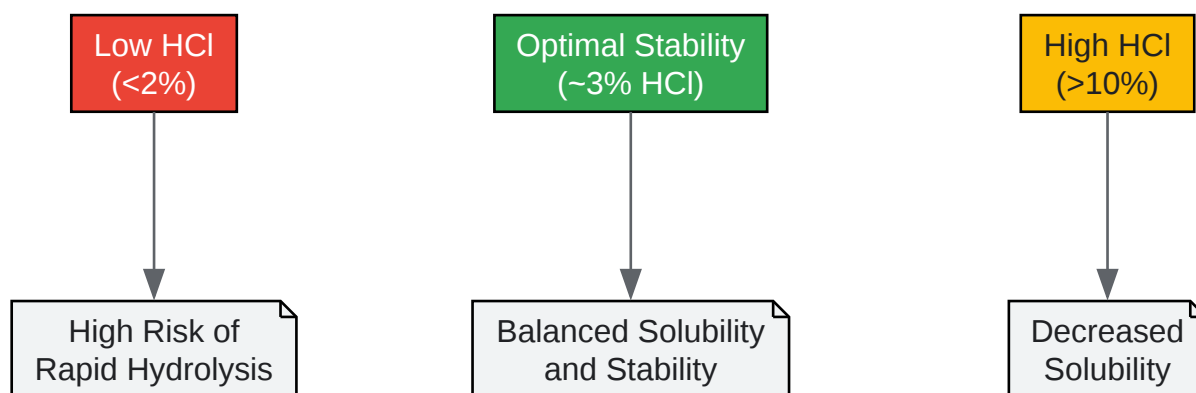 Low HCl
(<2%)
Optimal Stability
(~3% HCl)
High HCl
(>10%)
High Risk of
Rapid Hydrolysis
Balanced Solubility
and Stability
Decreased
Solubility